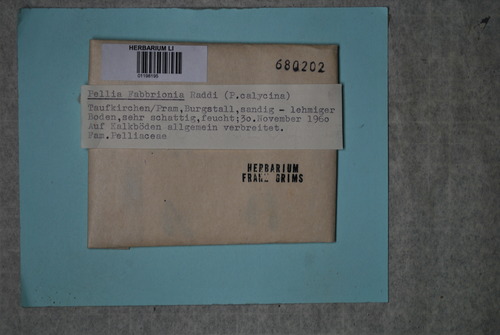 HERBARIUM LI
680202
Pellia Fabbrionia Raddi (P.calycina)
Taufkirchen/Pram,Burgstall,sandig - lehmiger
Boden,sehr schattig,feucht;30.November 1960
Auf Kalkböden allgemein verbreitet.
Fam.Pelliaceae
HERBARIUM
FRANZ GRIMS